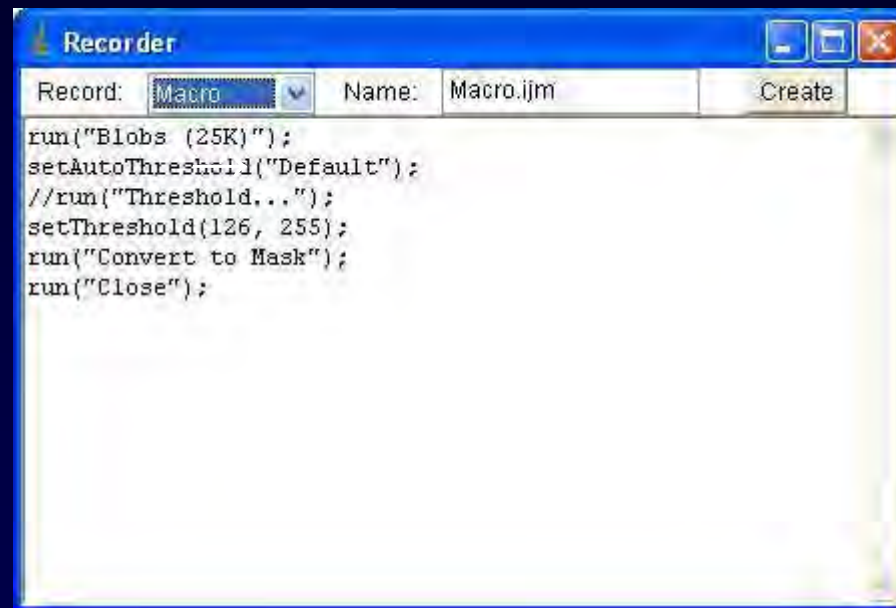 Recorder
Record: Macro Name: Macro.ijm Create
run("Blobs (25K)");
setAutoThreshold("Default");
//run("Threshold...");
setThreshold(126, 255);
run("Convert to Mask");
run("Close");